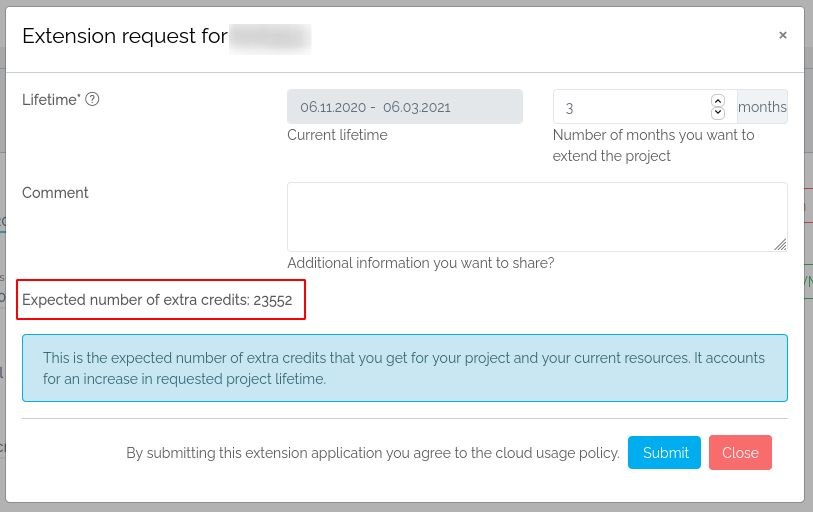 Extension request for
×
Lifetime* ?
06.11.2020 - 06.03.2021
3
months
Current lifetime
Number of months you want to
extend the project
Comment
Additional information you want to share?
Expected number of extra credits: 23552
This is the expected number of extra credits that you get for your project and your current resources. It accounts
for an increase in requested project lifetime.
By submitting this extension application you agree to the cloud usage policy.
Submit
Close